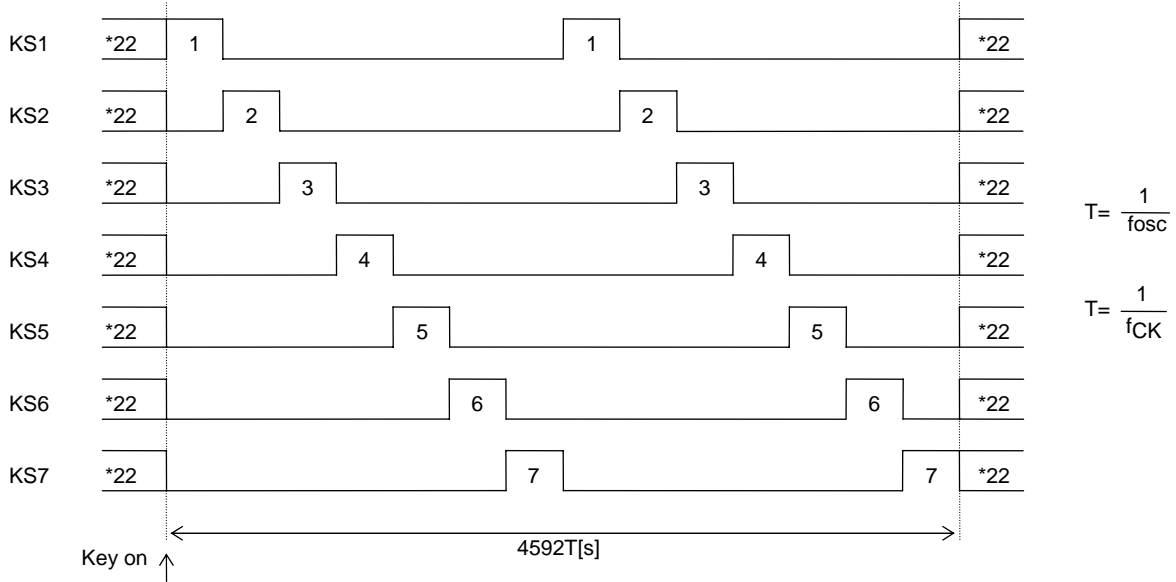 KS1 *22 1 1 *22
KS2 *22 2 2 *22
KS3 *22 3 3 *22
T= 1
fosc
KS4 *22 4 4 *22
T= 1
fCK
KS5 *22 5 5 *22
KS6 *22 6 6 *22
KS7 *22 7 7 *22
4592T[s]
Key on